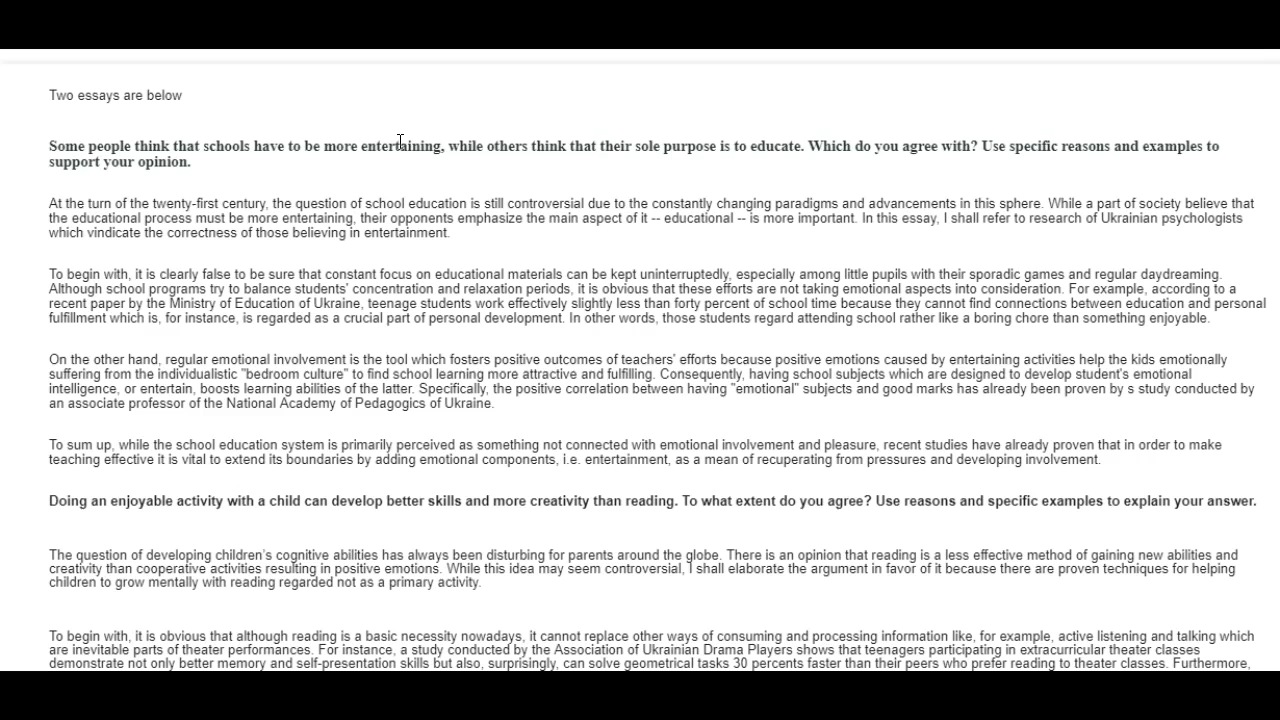 Two essays are below
Some people think that schools have to be more entertaining, while others think that their sole purpose is to educate. Which do you agree with? Use specific reasons and examples to
support your opinion.
At the turn of the twenty-first century, the question of school education is still controversial due to the constantly changing paradigms and advancements in this sphere. While a part of society believe that
the educational process must be more entertaining, their opponents emphasize the main aspect of it -- educational -- is more important. In this essay, I shall refer to research of Ukrainian psychologists
which vindicate the correctness of those believing in entertainment.
To begin with, it is clearly false to be sure that constant focus on educational materials can be kept uninterruptedly, especially among little pupils with their sporadic games and regular daydreaming.
Although school programs try to balance students' concentration and relaxation periods, it is obvious that these efforts are not taking emotional aspects into consideration. For example, according to a
recent paper by the Ministry of Education of Ukraine, teenage students work effectively slightly less than forty percent of school time because they cannot find connections between education and personal
fulfillment which is, for instance, is regarded as a crucial part of personal development. In other words, those students regard attending school rather like a boring chore than something enjoyable.
On the other hand, regular emotional involvement is the tool which fosters positive outcomes of teachers' efforts because positive emotions caused by entertaining activities help the kids emotionally
suffering from the individualistic "bedroom culture" to find school learning more attractive and fulfilling. Consequently, having school subjects which are designed to develop student's emotional
intelligence, or entertain, boosts learning abilities of the latter. Specifically, the positive correlation between having "emotional" subjects and good marks has already been proven by s study conducted by
an associate professor of the National Academy of Pedagogics of Ukraine.
To sum up, while the school education system is primarily perceived as something not connected with emotional involvement and pleasure, recent studies have already proven that in order to make
teaching effective it is vital to extend its boundaries by adding emotional components, i.e. entertainment, as a mean of recuperating from pressures and developing involvement.
Doing an enjoyable activity with a child can develop better skills and more creativity than reading. To what extent do you agree? Use reasons and specific examples to explain your answer.
The question of developing children's cognitive abilities has always been disturbing for parents around the globe. There is an opinion that reading is a less effective method of gaining new abilities and
creativity than cooperative activities resulting in positive emotions. While this idea may seem controversial, I shall elaborate the argument in favor of it because there are proven techniques for helping
children to grow mentally with reading regarded not as a primary activity.
To begin with, it is obvious that although reading is a basic necessity nowadays, it cannot replace other ways of consuming and processing information like, for example, active listening and talking which
are inevitable parts of theater performances. For instance, a study conducted by the Association of Ukrainian Drama Players shows that teenagers participating in extracurricular theater classes
demonstrate not only better memory and self-presentation skills but also, surprisingly, can solve geometrical tasks 30 percents faster than their peers who prefer reading to theater classes. Furthermore,